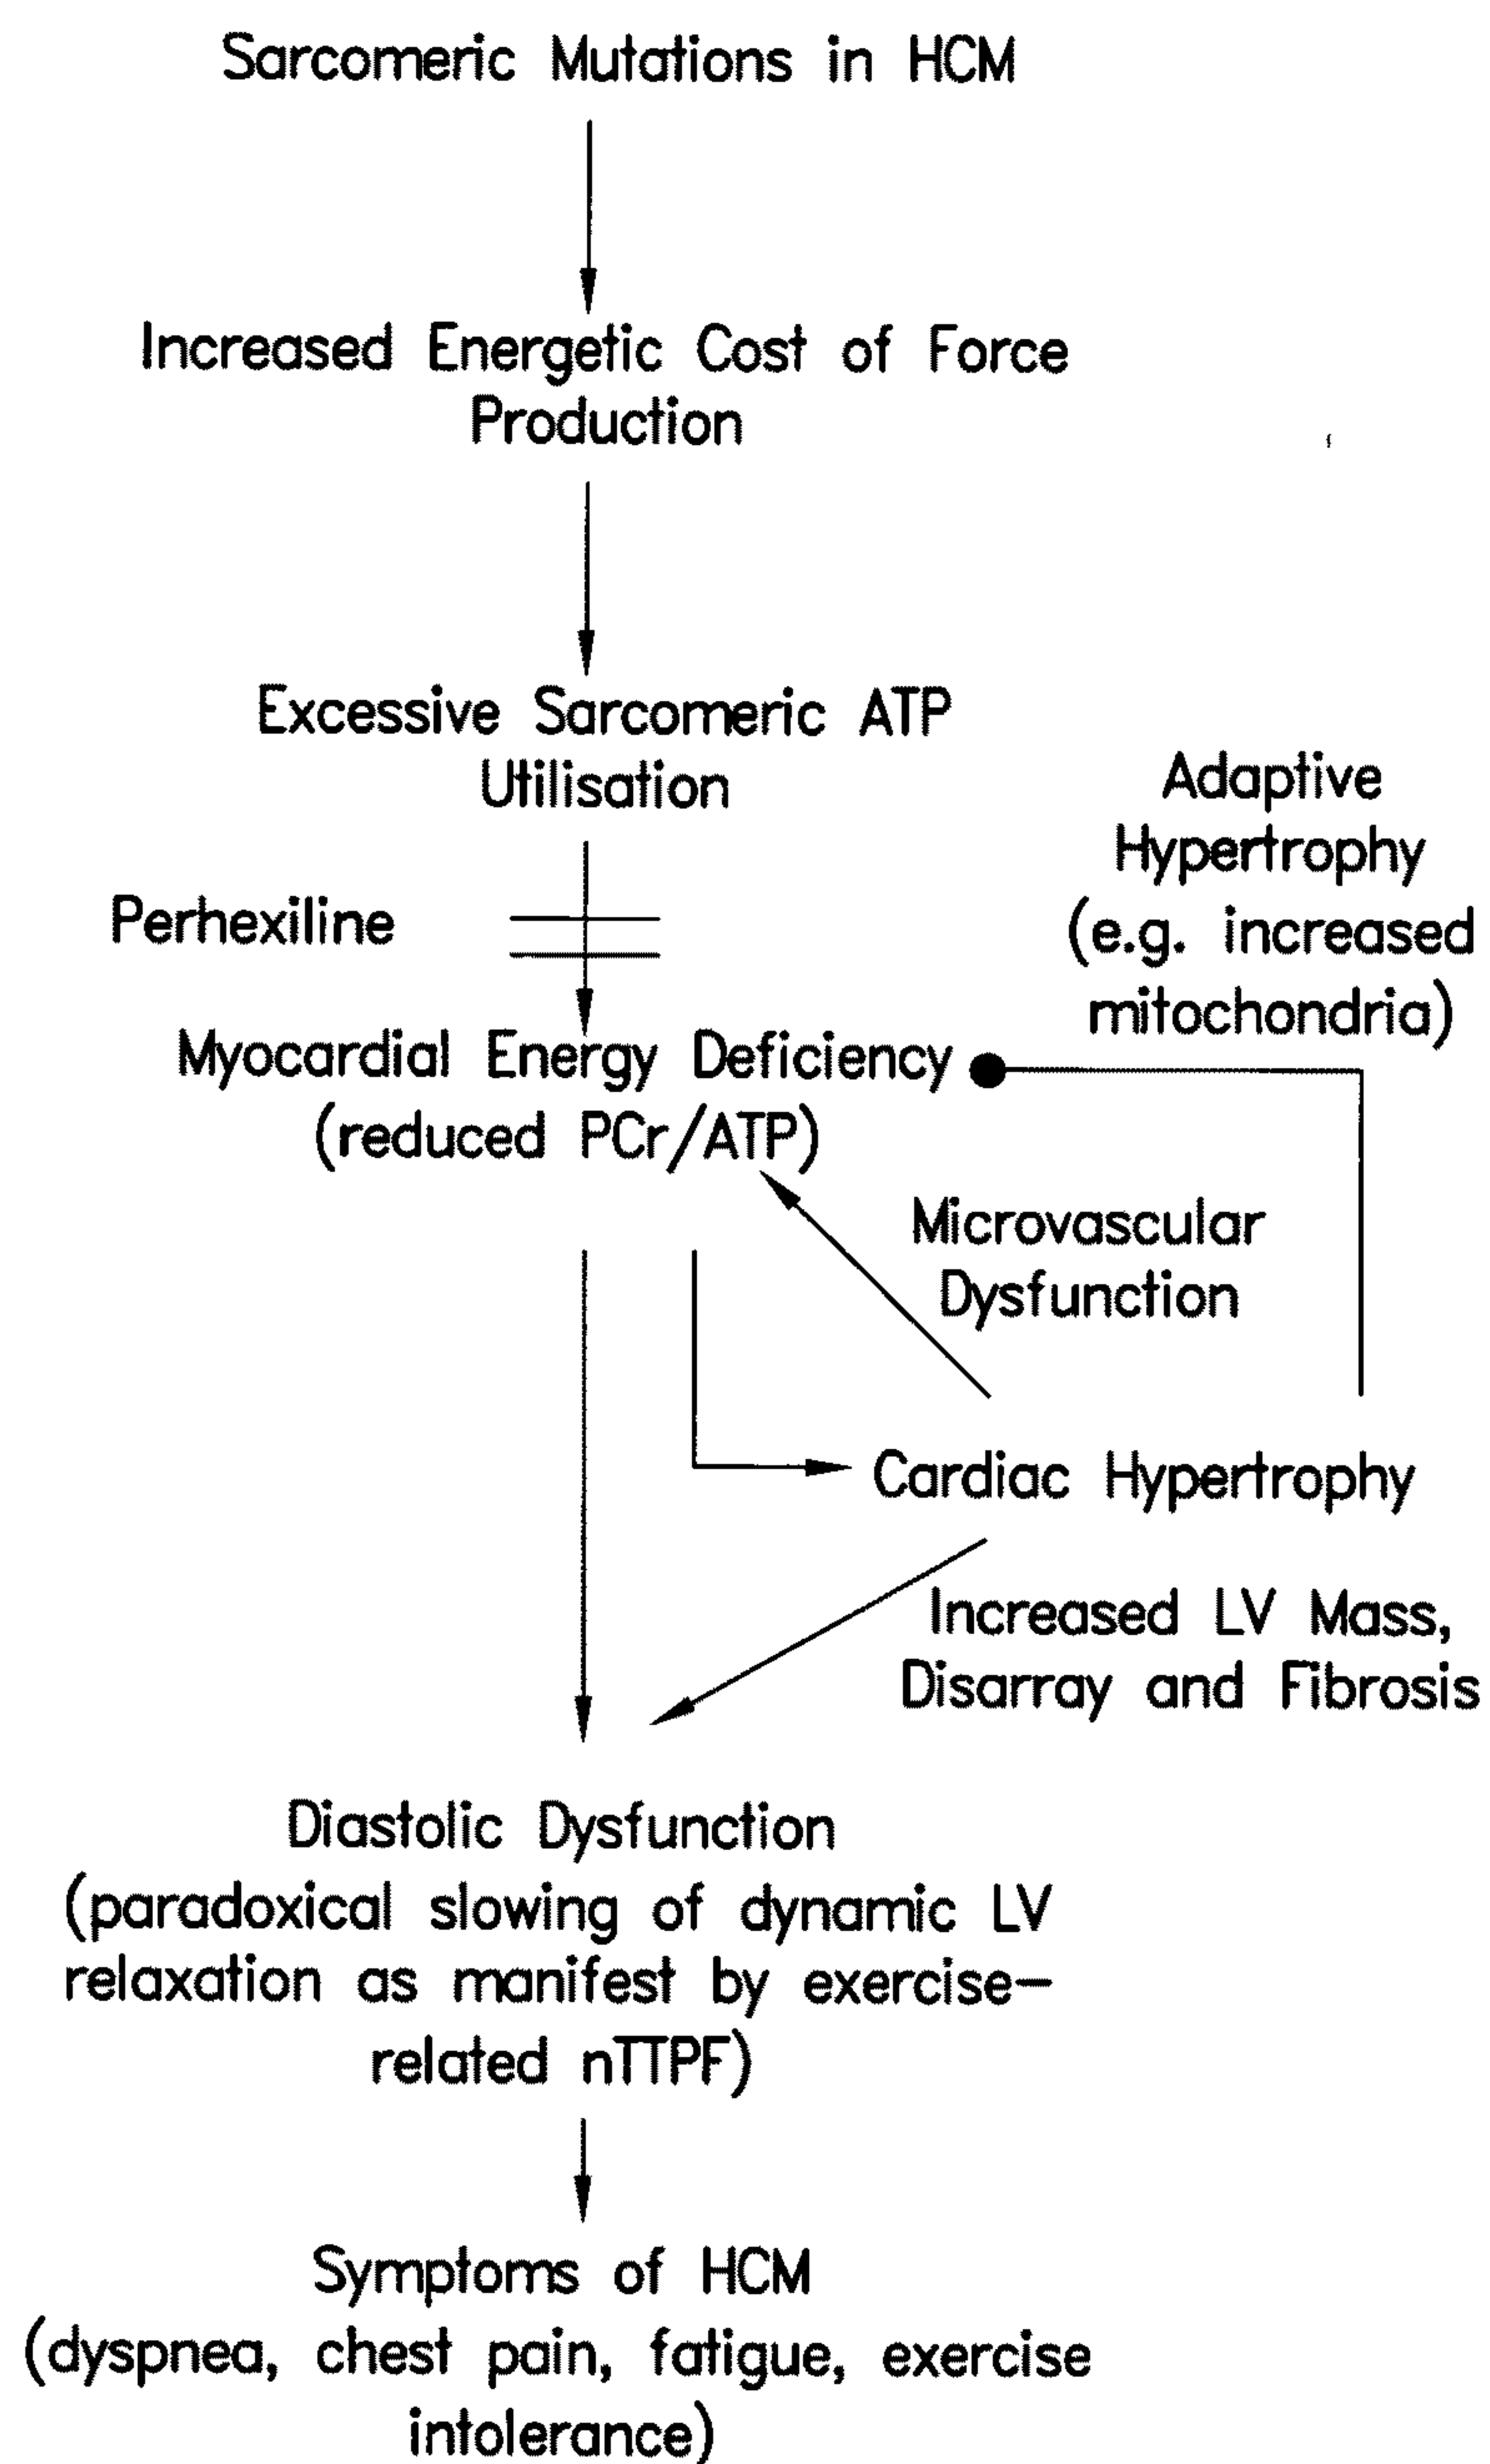 Sarcomeric Mutations in HCM
Increased Energetic Cost of Force
Production
Excessive Sarcomeric ATP
Utilisation
Adaptive
Hypertrophy
(e.g. increased
mitochondria)
Perhexiline
Myocardial Energy Deficiency
(reduced PCr/ATP)
Microvascular
Dysfunction
Cardiac Hypertrophy
Increased LV Mass,
Disarray and Fibrosis
Diastolic Dysfunction
(paradoxical slowing of dynamic LV
relaxation as manifest by exercise-
related nTTPF)
Symptoms of HCM
(dyspnea, chest pain, fatigue, exercise
intolerance)